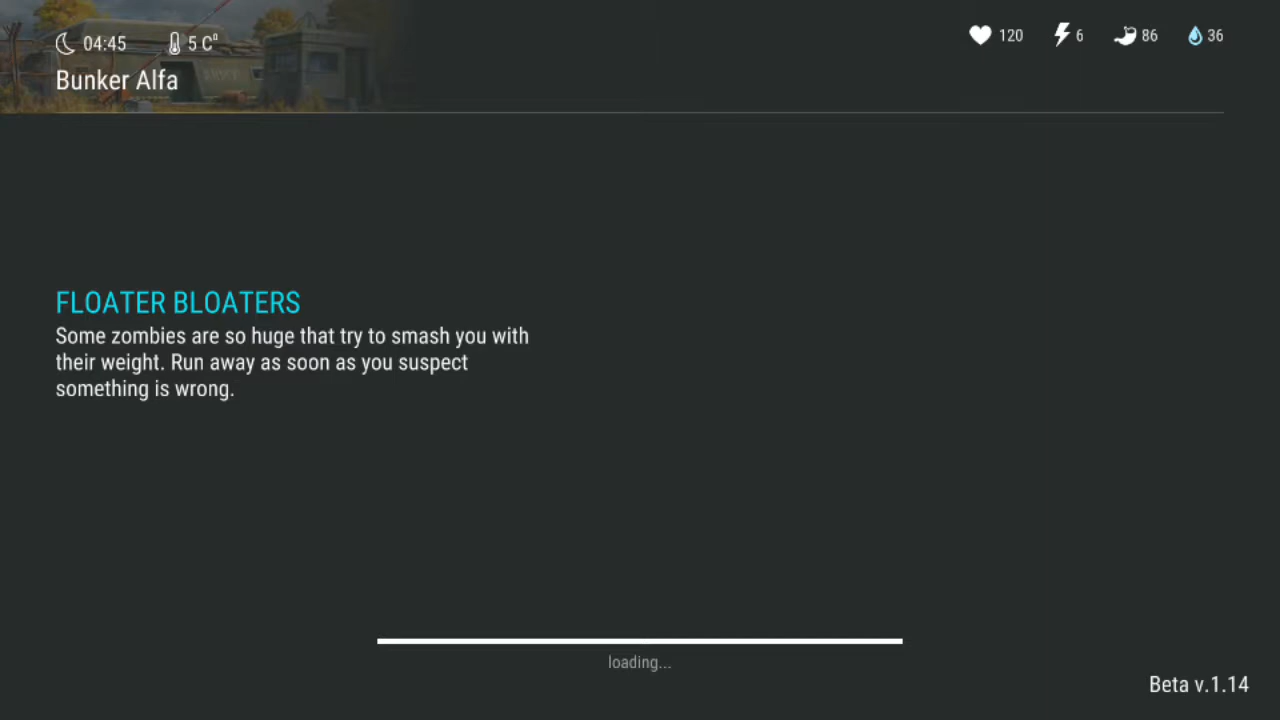 04:45 5 C°
120 6 86 36
Bunker Alfa
FLOATER BLOATERS
Some zombies are so huge that try to smash you with
their weight. Run away as soon as you suspect
something is wrong.
loading...
Beta v.1.14